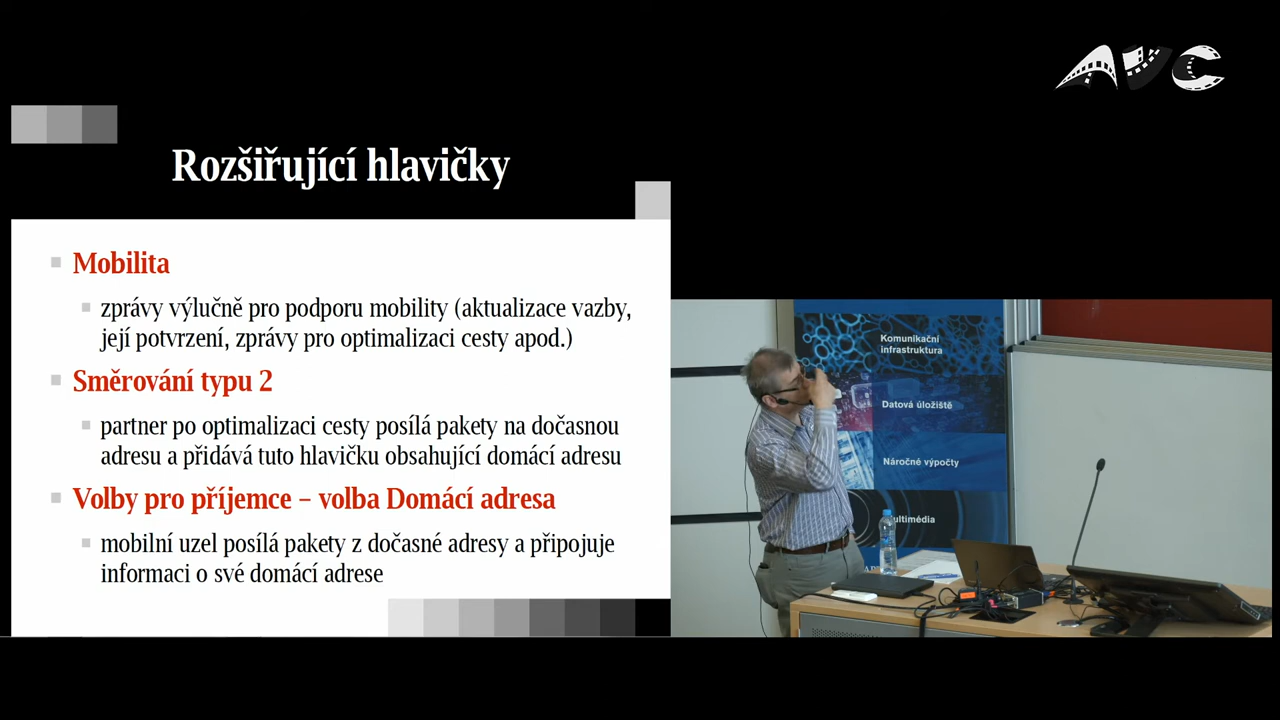 AVC
Rozšiřující hlavičky
Mobilita
zprávy výlučně pro podporu mobility (aktualizace vazby,
její potvrzení, zprávy pro optimalizaci cesty apod.)
Směrování typu 2
partner po optimalizaci cesty posílá pakety na dočasnou
adresu a přidává tuto hlavičku obsahující domácí adresu
Volby pro příjemce – volba Domácí adresa
mobilní uzel posílá pakety z dočasné adresy a připojuje
informaci o své domácí adrese
Komunikační
infrastruktura
Datová úložiště
Náročné výpočty
ultimédia